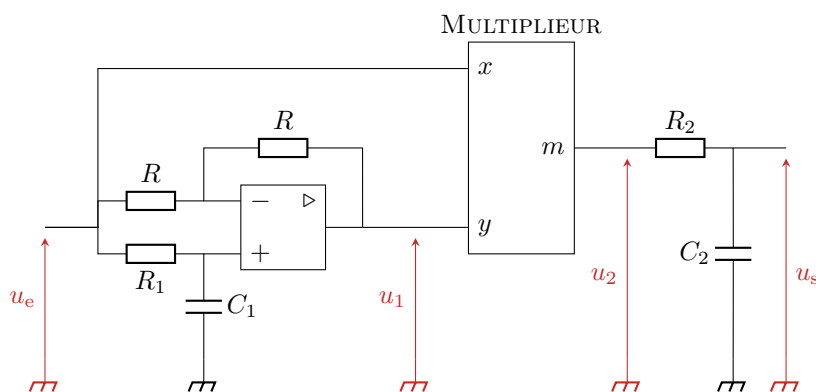 MULTIPLIEUR
x
R
R
R₂
m
−
y
+
R₁
C₁
C₂
uₑ
u₁
u₂
uₛ